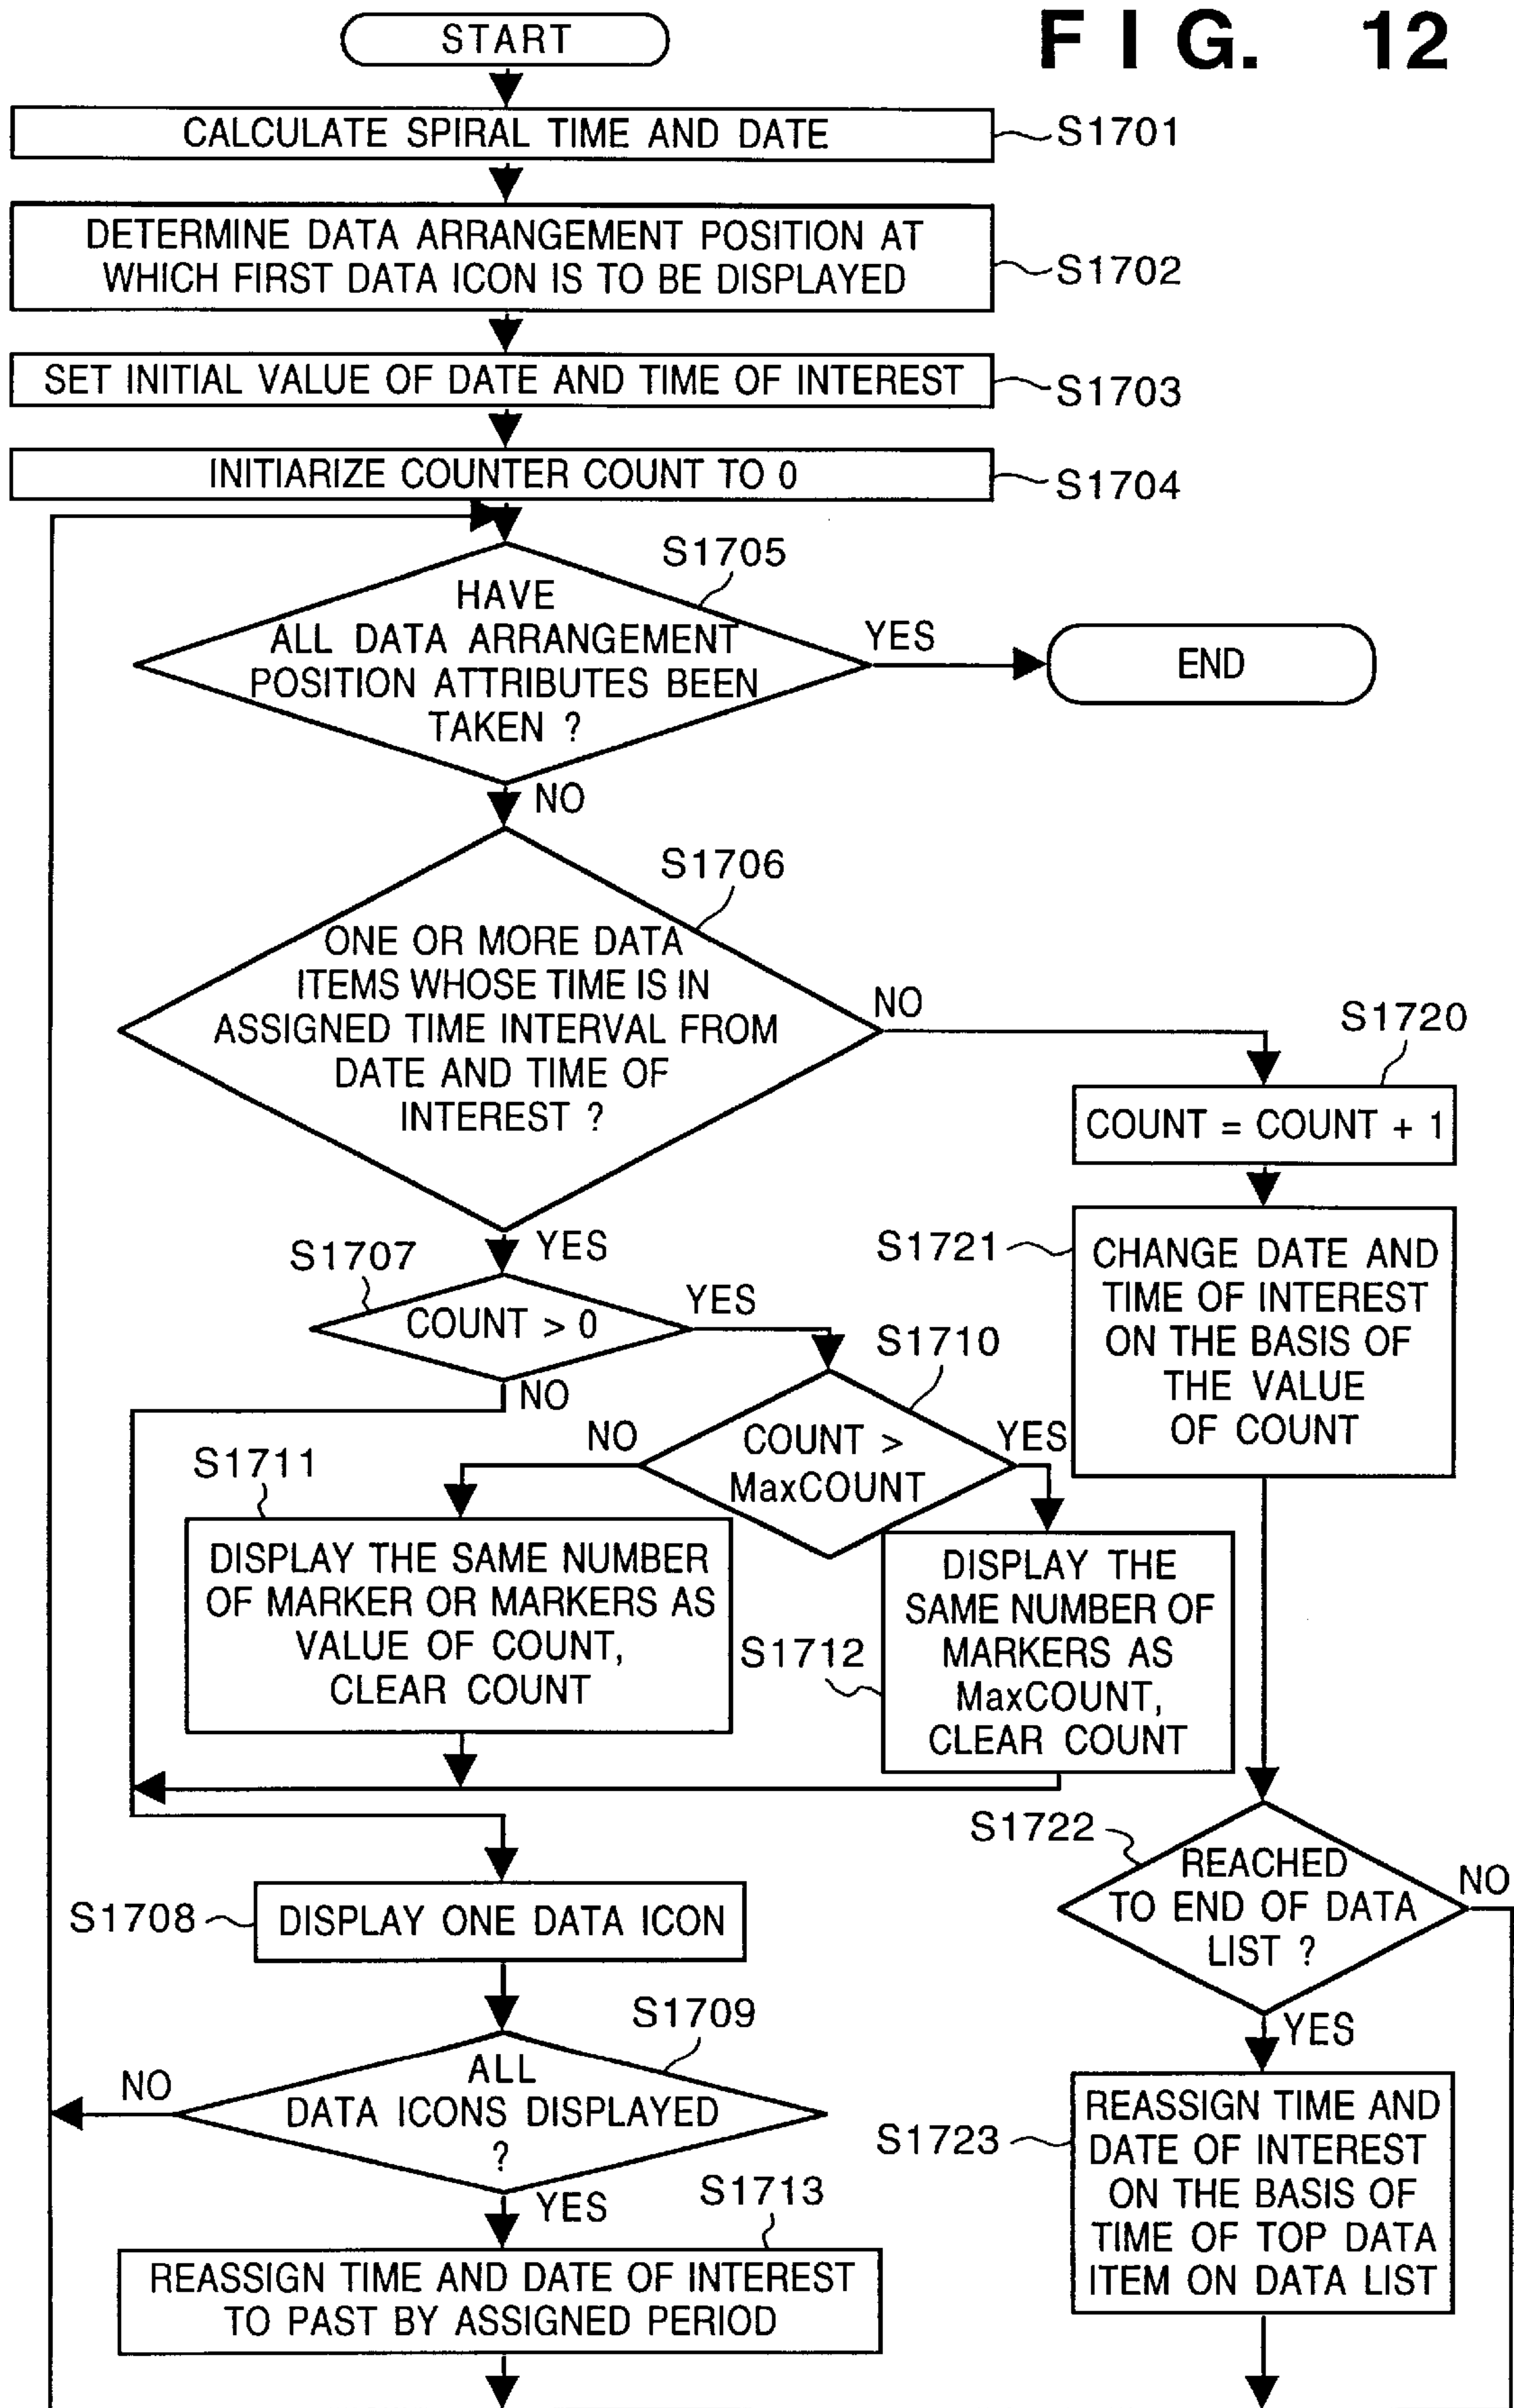 FIG. 12
START
CALCULATE SPIRAL TIME AND DATE
S1701
DETERMINE DATA ARRANGEMENT POSITION AT
WHICH FIRST DATA ICON IS TO BE DISPLAYED
S1702
SET INITIAL VALUE OF DATE AND TIME OF INTEREST
S1703
INITIARIZE COUNTER COUNT TO 0
S1704
S1705
HAVE
ALL DATA ARRANGEMENT
POSITION ATTRIBUTES BEEN
TAKEN ?
YES
END
NO
S1706
ONE OR MORE DATA
ITEMS WHOSE TIME IS IN
ASSIGNED TIME INTERVAL FROM
DATE AND TIME OF
INTEREST ?
NO
S1720
COUNT = COUNT + 1
YES
S1707
COUNT > 0
YES
NO
S1721
CHANGE DATE AND
TIME OF INTEREST
ON THE BASIS OF
THE VALUE
OF COUNT
S1710
COUNT >
MaxCOUNT
NO
YES
S1711
DISPLAY THE SAME NUMBER
OF MARKER OR MARKERS AS
VALUE OF COUNT,
CLEAR COUNT
S1712
DISPLAY THE
SAME NUMBER OF
MARKERS AS
MaxCOUNT,
CLEAR COUNT
S1722
REACHED
TO END OF DATA
LIST ?
NO
YES
S1708
DISPLAY ONE DATA ICON
S1709
ALL
DATA ICONS DISPLAYED
?
NO
YES
S1723
REASSIGN TIME AND
DATE OF INTEREST
ON THE BASIS OF
TIME OF TOP DATA
ITEM ON DATA LIST
S1713
REASSIGN TIME AND DATE OF INTEREST
TO PAST BY ASSIGNED PERIOD